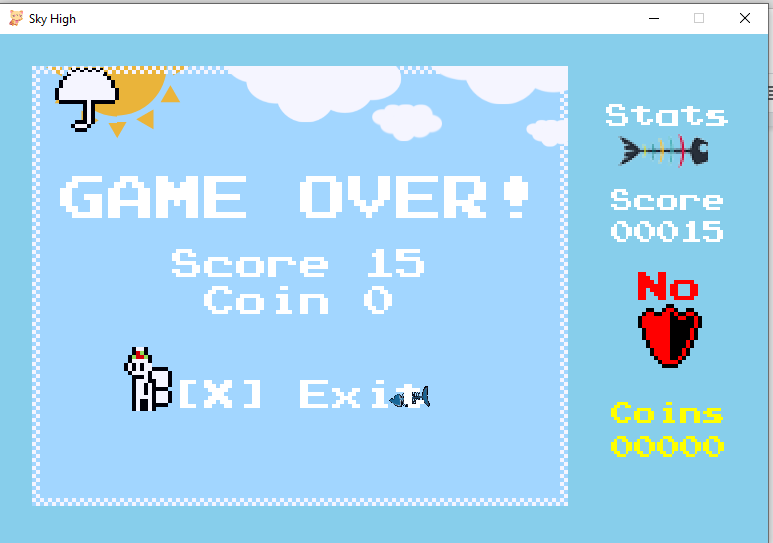 Sky High
GAME OVER!
Score 15
Coin 0
[X] Exit
Stats
Score
00015
No
Coins
00000